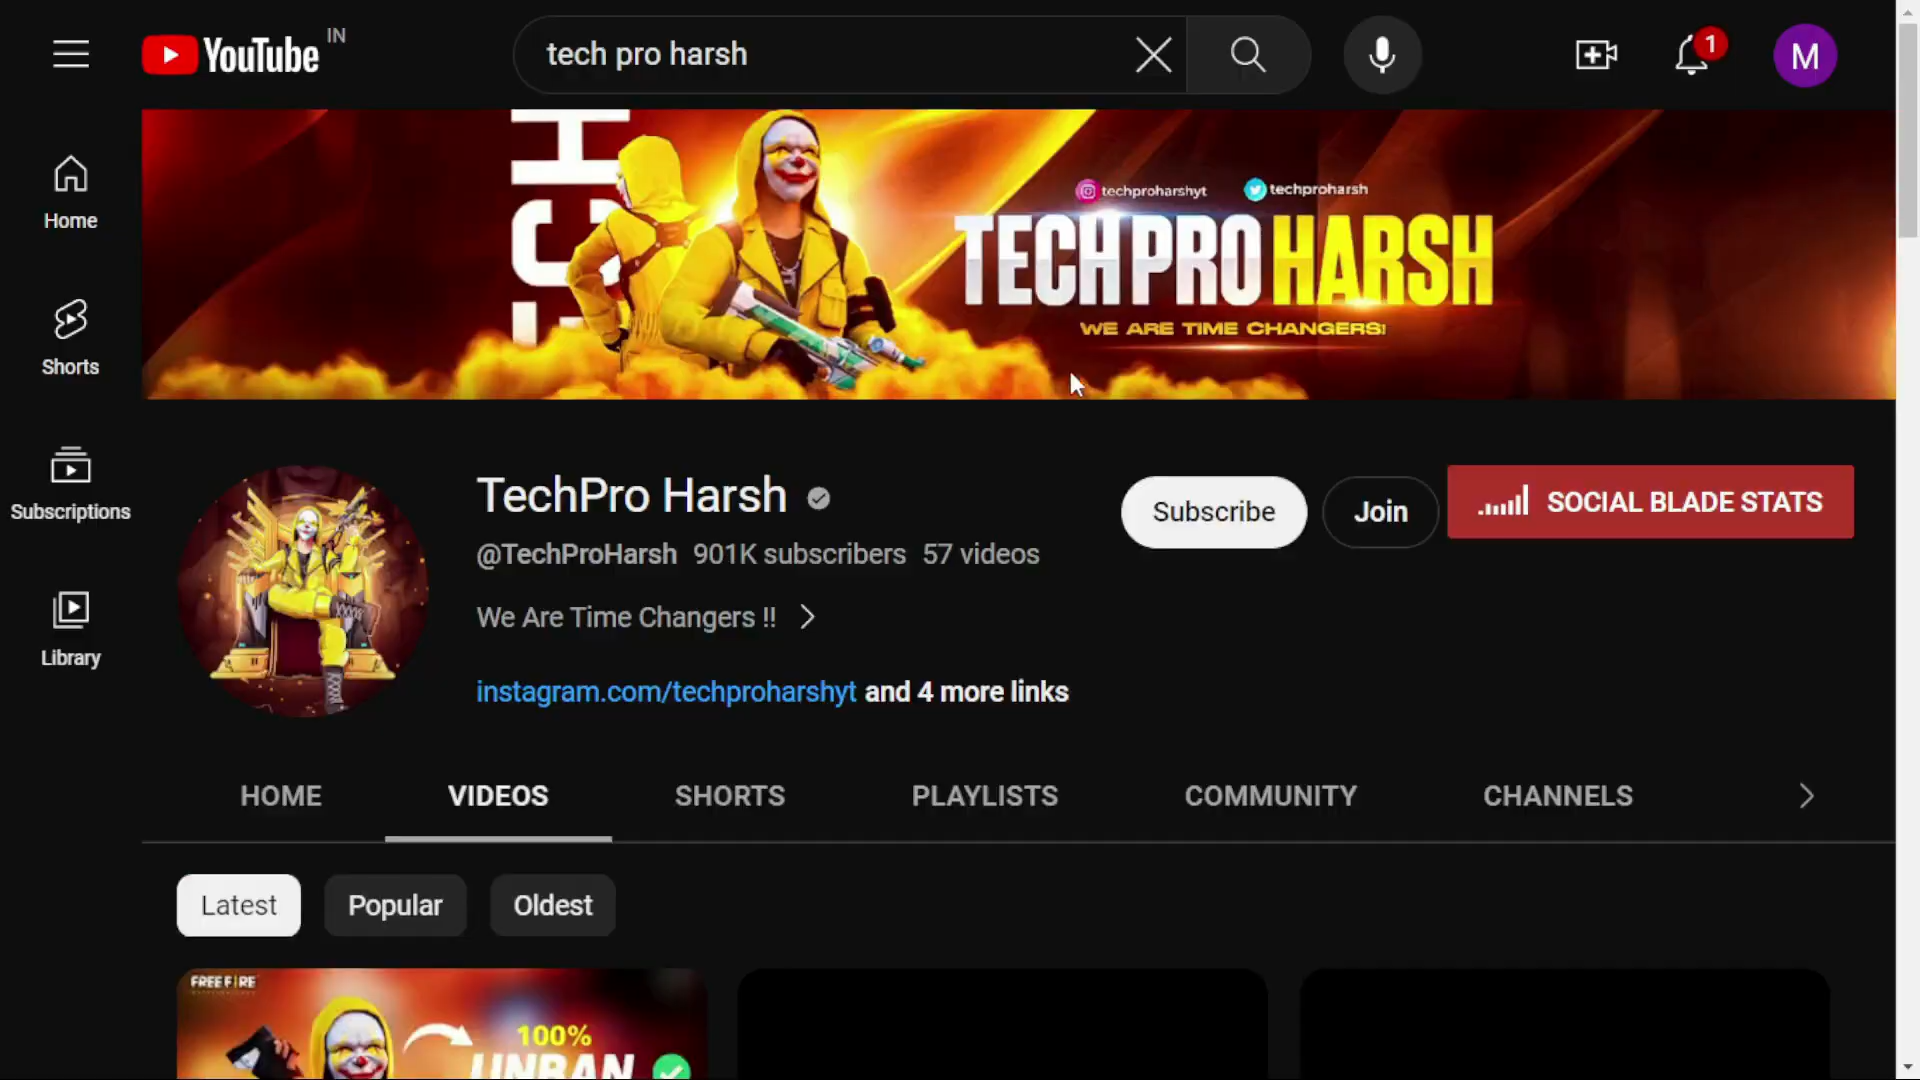 YouTube IN
tech pro harsh
1
M
Home
Shorts
Subscriptions
Library
techproharshyt techproharsh
TECHPRO HARSH
WE ARE TIME CHANGERS!
TechPro Harsh
@TechProHarsh 901K subscribers 57 videos
We Are Time Changers !!
instagram.com/techproharshyt and 4 more links
Subscribe
Join
SOCIAL BLADE STATS
HOME VIDEOS SHORTS PLAYLISTS COMMUNITY CHANNELS
Latest Popular Oldest
FREE FIRE
100%
UNBAN